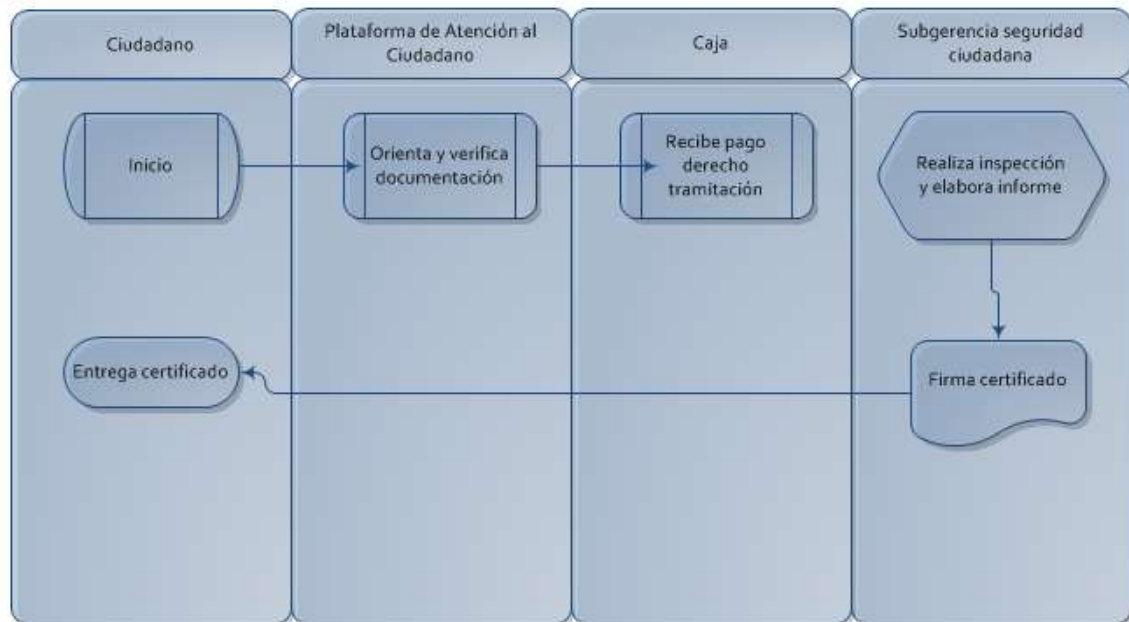 Ciudadano
Plataforma de Atención al
Ciudadano
Caja
Subgerencia seguridad
ciudadana
Inicio
Orienta y verifica
documentación
Recibe pago
derecho
tramitación
Realiza inspección
y elabora informe
Entrega certificado
Firma certificado